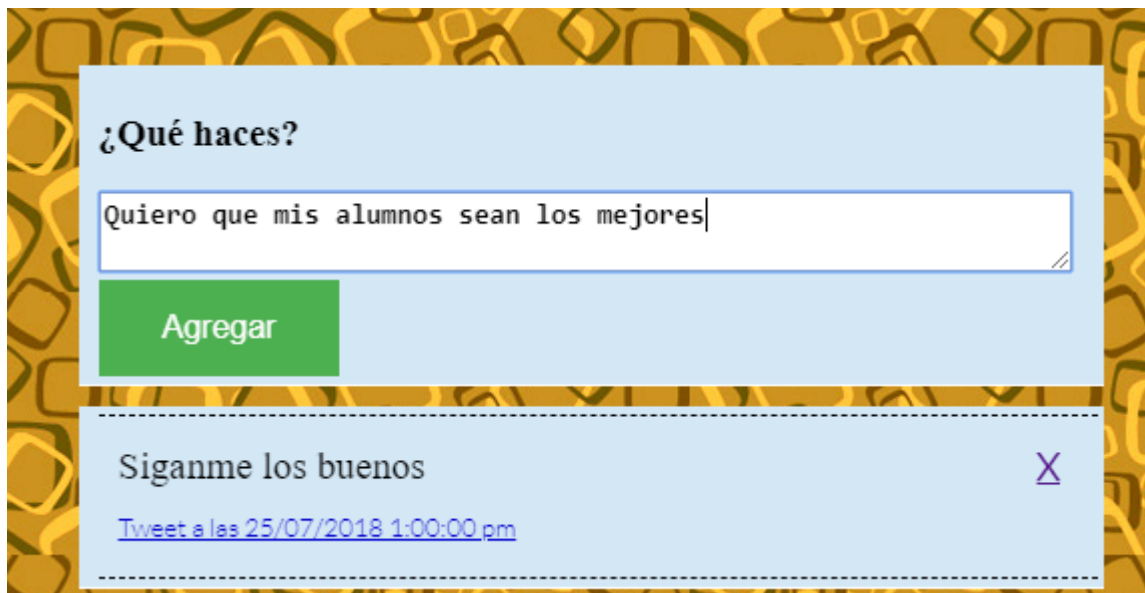 ¿Qué haces?
Quiero que mis alumnos sean los mejores
Agregar
Siganme los buenos
X
Tweet a las 25/07/2018 1:00:00 pm